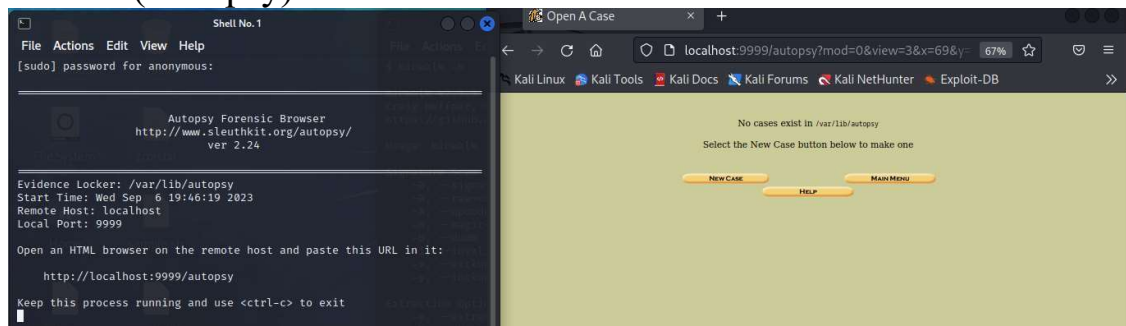 Shell No. 1
File Actions Edit View Help
[sudo] password for anonymous:
Autopsy Forensic Browser
http://www.sleuthkit.org/autopsy/
ver 2.24
Evidence Locker: /var/lib/autopsy
Start Time: Wed Sep 6 19:46:19 2023
Remote Host: localhost
Local Port: 9999
Open an HTML browser on the remote host and paste this URL in it:
http://localhost:9999/autopsy
Keep this process running and use <ctrl-c> to exit
Open A Case
localhost:9999/autopsy?mod=0&view=3&x=69&y= 67%
Kali Linux Kali Tools Kali Docs Kali Forums Kali NetHunter Exploit-DB
No cases exist in /var/lib/autopsy
Select the New Case button below to make one
NEW CASE MAIN MENU
HELP